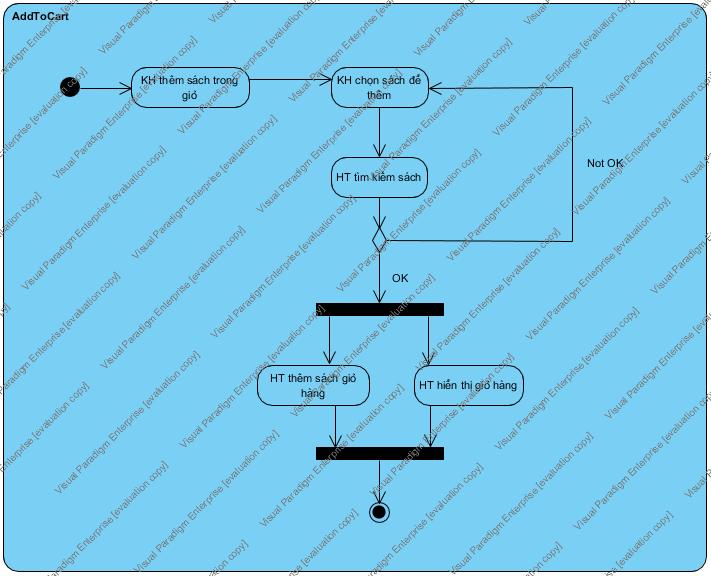 AddToCart
KH thêm sách trong
giỏ
KH chọn sách để
thêm
HT tìm kiếm sách
Not OK
OK
HT thêm sách giỏ
hàng
HT hiển thị giỏ hàng
Visual Paradigm Enterprise [evaluation copy]